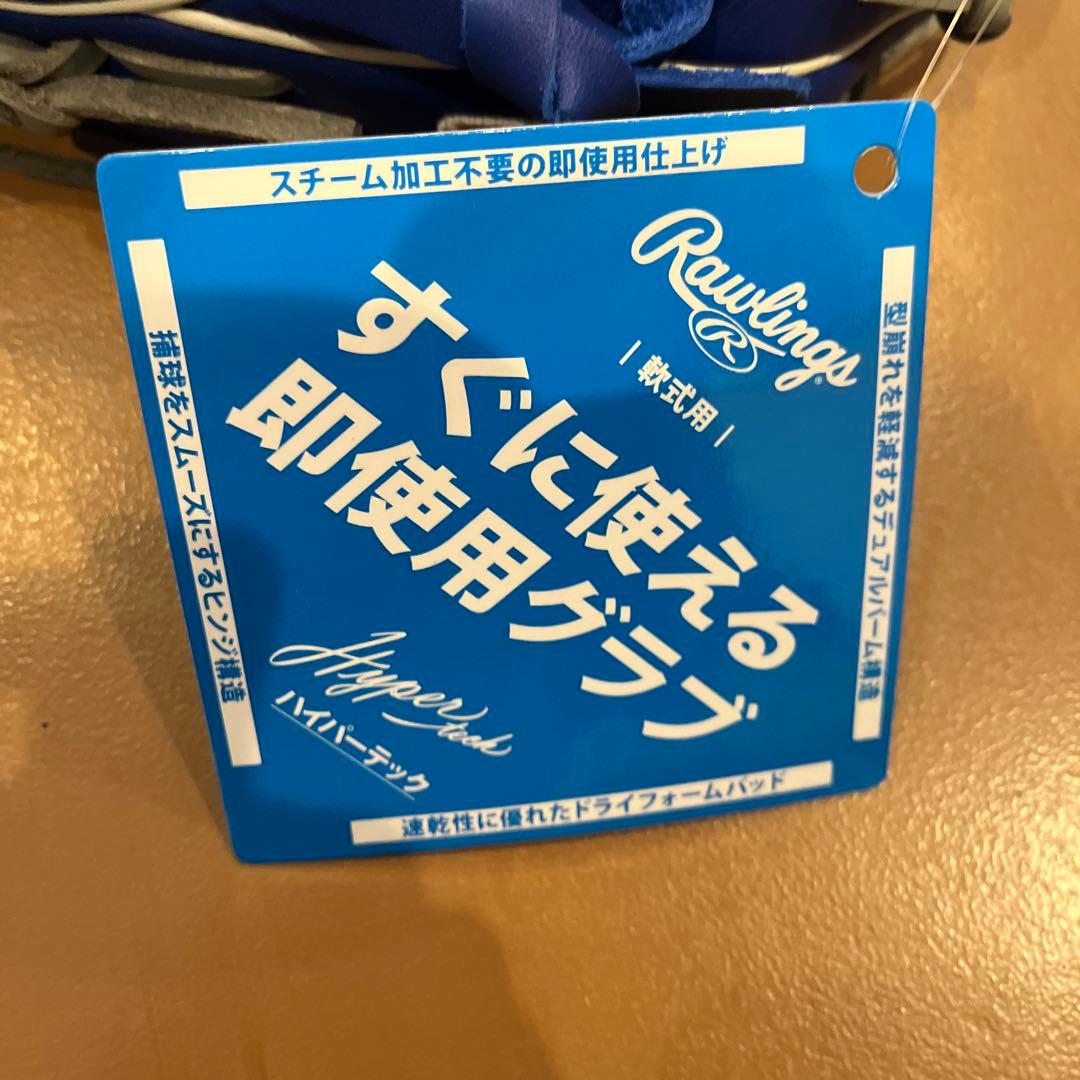 スチーム加工不要の即使用仕上げ
Rawlings
R
軟式用
すぐに使える
即使用グラブ
Hyper tech
ハイパーテック
捕球をスムーズにするヒンジ構造
型崩れを軽減するデュアルパーム構造
速乾性に優れたドライフォームパッド